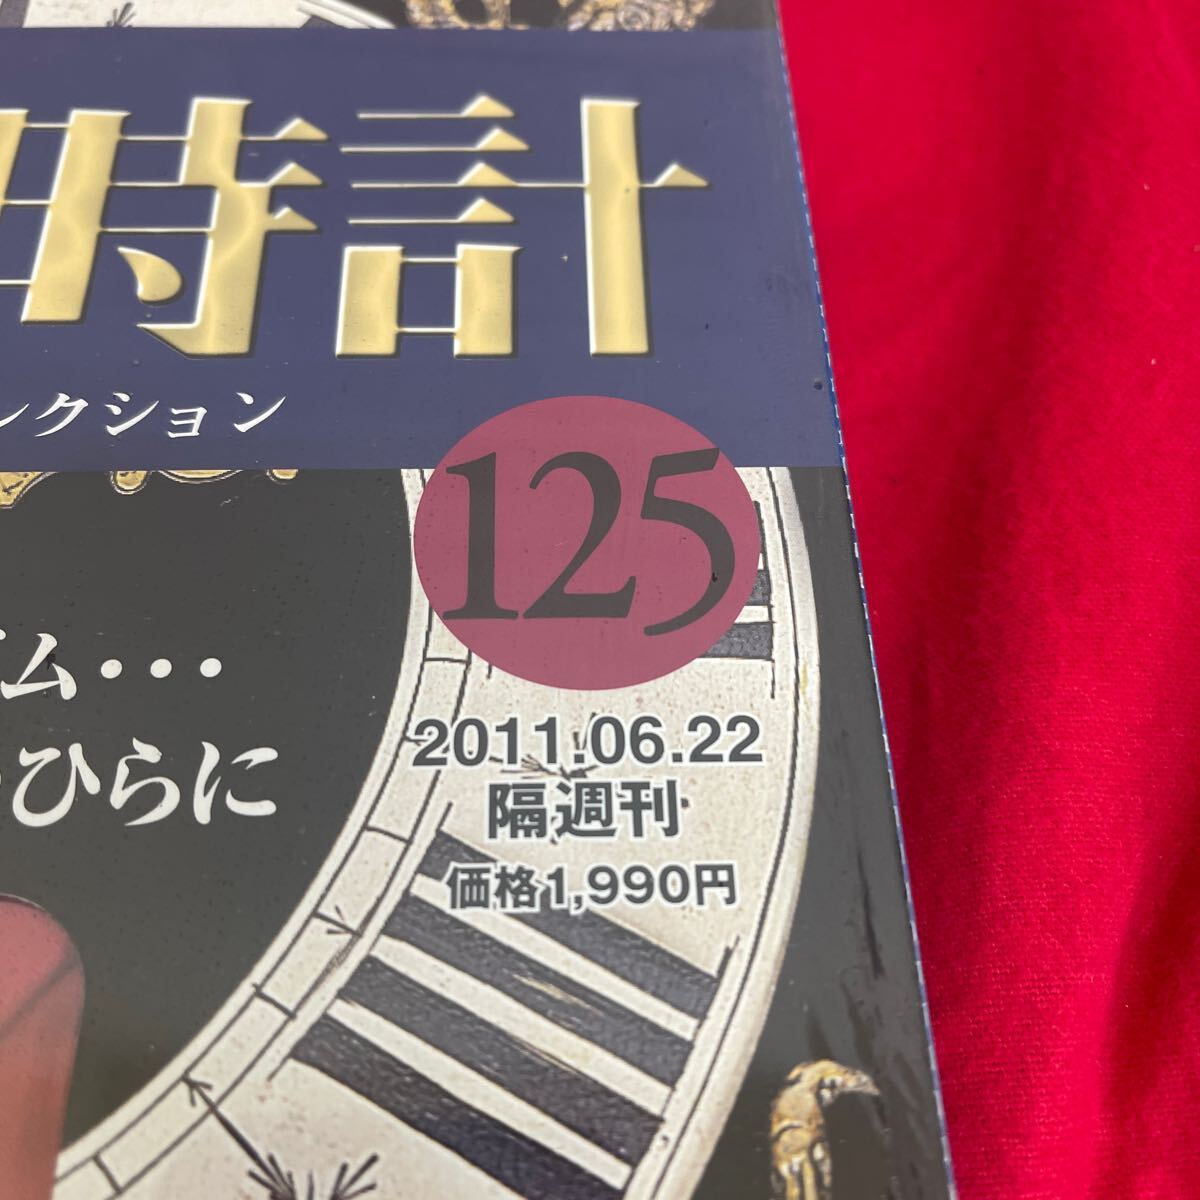 時計
レクション
125
ム・・・
ひらに
2011.06.22
隔週刊
価格1,990円